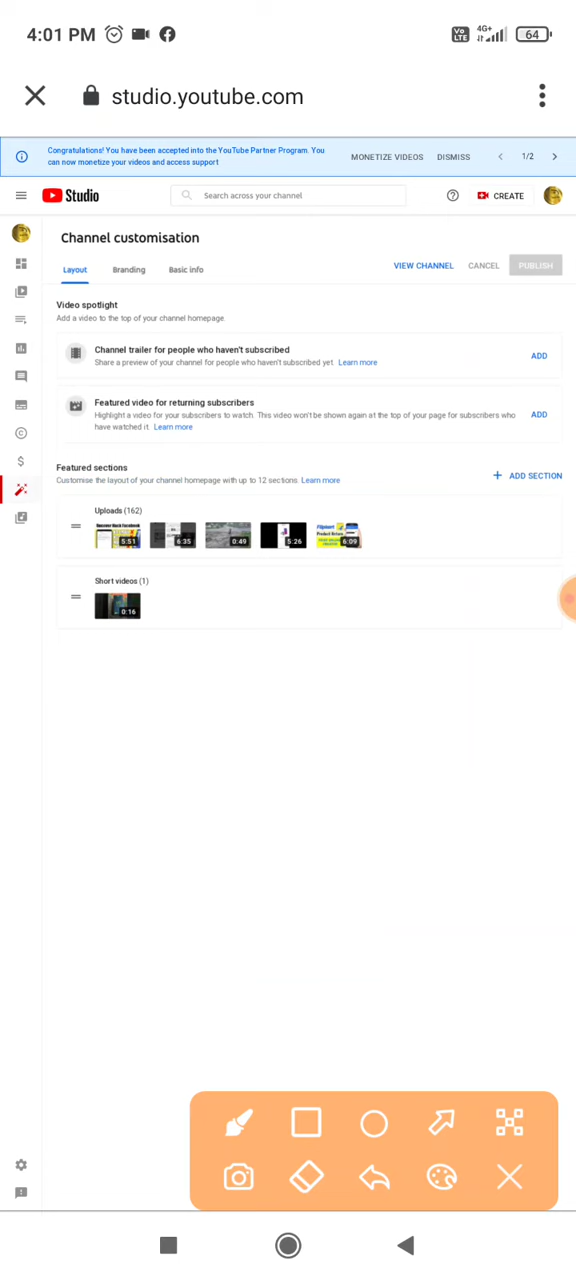 4:01 PM
Vo LTE 4G+ 64
studio.youtube.com
Congratulations! You have been accepted into the YouTube Partner Program. You
can now monetize your videos and access support
MONETIZE VIDEOS DISMISS 1/2
Studio
Search across your channel
CREATE
Channel customisation
Layout Branding Basic info
VIEW CHANNEL CANCEL PUBLISH
Video spotlight
Add a video to the top of your channel homepage.
Channel trailer for people who haven't subscribed
Share a preview of your channel for people who haven't subscribed yet. Learn more
ADD
Featured video for returning subscribers
Highlight a video for your subscribers to watch. This video won't be shown again at the top of your page for subscribers who
have watched it. Learn more
ADD
Featured sections
Customise the layout of your channel homepage with up to 12 sections. Learn more
+ ADD SECTION
Uploads (162)
5:51 6:35 0:49 5:26 6:09
Short videos (1)
0:16